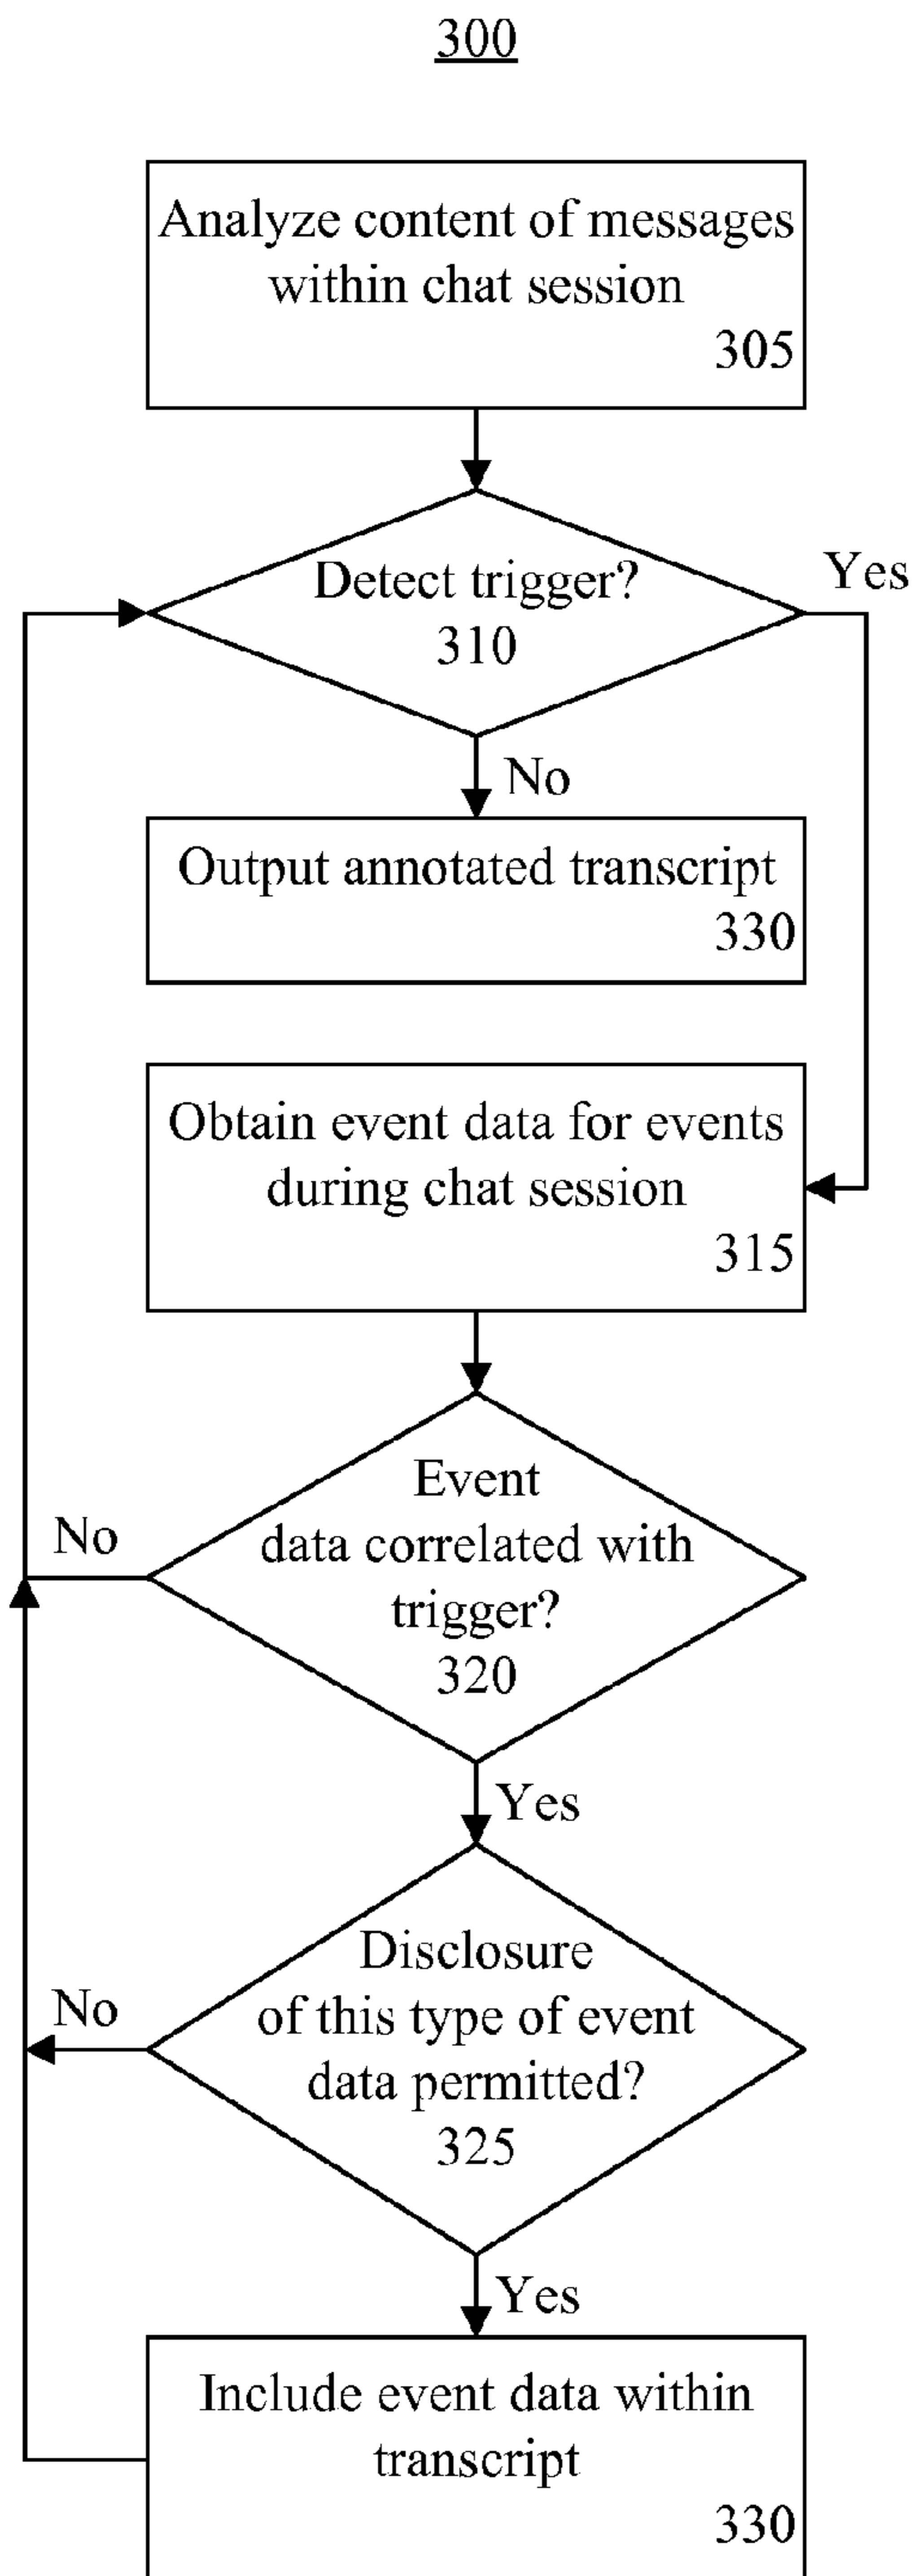 300
Analyze content of messages
within chat session
305
Detect trigger?
310
Yes
No
Output annotated transcript
330
Obtain event data for events
during chat session
315
Event
data correlated with
trigger?
320
No
Yes
Disclosure
of this type of event
data permitted?
325
No
Yes
Include event data within
transcript
330